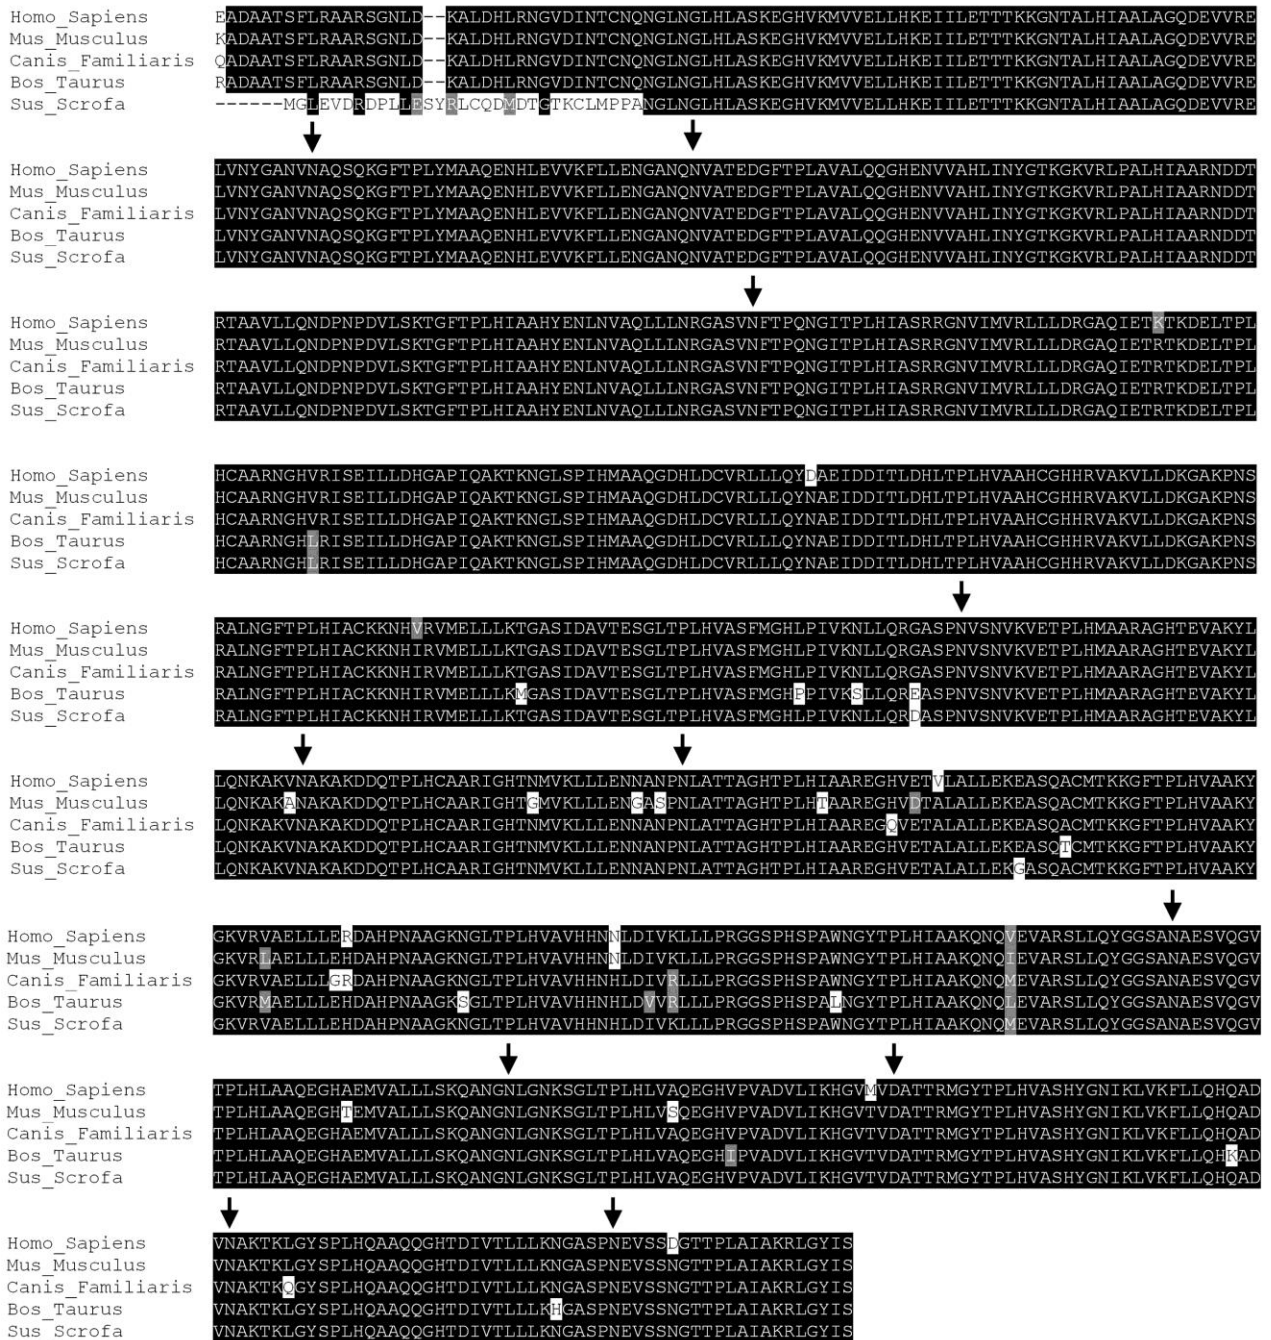 Homo_Sapiens EADAATSFLRAARSGNLD--KALDHLRNGVDINTCNQNGLNGLHLASKEGHVKMVVELLHKEIILETTTKKGNTALHIAALAGQDEVVRE
Mus_Musculus KADAATSFLRAARSGNLD--KALDHLRNGVDINTCNQNGLNGLHLASKEGHVKMVVELLHKEIILETTTKKGNTALHIAALAGQDEVVRE
Canis_Familiaris QADAATSFLRAARSGNLD--KALDHLRNGVDINTCNQNGLNGLHLASKEGHVKMVVELLHKEIILETTTKKGNTALHIAALAGQDEVVRE
Bos_Taurus RADAATSFLRAARSGNLD--KALDHLRNGVDINTCNQNGLNGLHLASKEGHVKMVVELLHKEIILETTTKKGNTALHIAALAGQDEVVRE
Sus_Scrofa ------MGLEVDRDPLLESYRLCQDMDTGTKCLMPPANGLNGLHLASKEGHVKMVVELLHKEIILETTTKKGNTALHIAALAGQDEVVRE
Homo_Sapiens LVNYGANVNAQSQKGFTPLYMAAQENHLEVVKFLLENGANQNVATEDGFTPLAVALQQGHENVVAHLINYGTKGKVRLPALHIAARNDDT
Mus_Musculus LVNYGANVNAQSQKGFTPLYMAAQENHLEVVKFLLENGANQNVATEDGFTPLAVALQQGHENVVAHLINYGTKGKVRLPALHIAARNDDT
Canis_Familiaris LVNYGANVNAQSQKGFTPLYMAAQENHLEVVKFLLENGANQNVATEDGFTPLAVALQQGHENVVAHLINYGTKGKVRLPALHIAARNDDT
Bos_Taurus LVNYGANVNAQSQKGFTPLYMAAQENHLEVVKFLLENGANQNVATEDGFTPLAVALQQGHENVVAHLINYGTKGKVRLPALHIAARNDDT
Sus_Scrofa LVNYGANVNAQSQKGFTPLYMAAQENHLEVVKFLLENGANQNVATEDGFTPLAVALQQGHENVVAHLINYGTKGKVRLPALHIAARNDDT
Homo_Sapiens RTAAVLLQNDPNPDVLSKTGFTPLHIAAHYENLNVAQLLLNRGASVNFTPQNGITPLHIASRRGNVIMVRLLLDRGAQIETKTKDELTPL
Mus_Musculus RTAAVLLQNDPNPDVLSKTGFTPLHIAAHYENLNVAQLLLNRGASVNFTPQNGITPLHIASRRGNVIMVRLLLDRGAQIETRTKDELTPL
Canis_Familiaris RTAAVLLQNDPNPDVLSKTGFTPLHIAAHYENLNVAQLLLNRGASVNFTPQNGITPLHIASRRGNVIMVRLLLDRGAQIETRTKDELTPL
Bos_Taurus RTAAVLLQNDPNPDVLSKTGFTPLHIAAHYENLNVAQLLLNRGASVNFTPQNGITPLHIASRRGNVIMVRLLLDRGAQIETRTKDELTPL
Sus_Scrofa RTAAVLLQNDPNPDVLSKTGFTPLHIAAHYENLNVAQLLLNRGASVNFTPQNGITPLHIASRRGNVIMVRLLLDRGAQIETRTKDELTPL
Homo_Sapiens HCAARNGHVRISEILLDHGAPIQAKTKNGLSPIHMAAQGDHLDCVRLLLQYDAEIDDITLDHLTPLHVAAHCGHHRVAKVLLDKGAKPNS
Mus_Musculus HCAARNGHVRISEILLDHGAPIQAKTKNGLSPIHMAAQGDHLDCVRLLLQYNAEIDDITLDHLTPLHVAAHCGHHRVAKVLLDKGAKPNS
Canis_Familiaris HCAARNGHVRISEILLDHGAPIQAKTKNGLSPIHMAAQGDHLDCVRLLLQYNAEIDDITLDHLTPLHVAAHCGHHRVAKVLLDKGAKPNS
Bos_Taurus HCAARNGHLRISEILLDHGAPIQAKTKNGLSPIHMAAQGDHLDCVRLLLQYNAEIDDITLDHLTPLHVAAHCGHHRVAKVLLDKGAKPNS
Sus_Scrofa HCAARNGHLRISEILLDHGAPIQAKTKNGLSPIHMAAQGDHLDCVRLLLQYNAEIDDITLDHLTPLHVAAHCGHHRVAKVLLDKGAKPNS
Homo_Sapiens RALNGFTPLHIACKKNHVRVMELLLKTGASIDAVTESGLTPLHVASFMGHLPIVKNLLQRGASPNVSNVKVETPLHMAARAGHTEVAKYL
Mus_Musculus RALNGFTPLHIACKKNHIRVMELLLKTGASIDAVTESGLTPLHVASFMGHLPIVKNLLQRGASPNVSNVKVETPLHMAARAGHTEVAKYL
Canis_Familiaris RALNGFTPLHIACKKNHIRVMELLLKTGASIDAVTESGLTPLHVASFMGHLPIVKNLLQRGASPNVSNVKVETPLHMAARAGHTEVAKYL
Bos_Taurus RALNGFTPLHIACKKNHIRVMELLLKMGASIDAVTESGLTPLHVASFMGHPPIVKSLLQREASPNVSNVKVETPLHMAARAGHTEVAKYL
Sus_Scrofa RALNGFTPLHIACKKNHIRVMELLLKTGASIDAVTESGLTPLHVASFMGHLPIVKNLLQRDASPNVSNVKVETPLHMAARAGHTEVAKYL
Homo_Sapiens LQNKAKVNAKAKDDQTPLHCAARIGHTNMVKLLLENNANPNLATTAGHTPLHIAAREGHVETVLALLEKEASQACMTKKGFTPLHVAAKY
Mus_Musculus LQNKAKANAKAKDDQTPLHCAARIGHTGMVKLLLENGASPNLATTAGHTPLHTAAREGHVDTALALLEKEASQACMTKKGFTPLHVAAKY
Canis_Familiaris LQNKAKVNAKAKDDQTPLHCAARIGHTNMVKLLLENNANPNLATTAGHTPLHIAAREGQVETALALLEKEASQACMTKKGFTPLHVAAKY
Bos_Taurus LQNKAKVNAKAKDDQTPLHCAARIGHTNMVKLLLENNANPNLATTAGHTPLHIAAREGHVETALALLEKEASQTCMTKKGFTPLHVAAKY
Sus_Scrofa LQNKAKVNAKAKDDQTPLHCAARIGHTNMVKLLLENNANPNLATTAGHTPLHIAAREGHVETALALLEKGASQACMTKKGFTPLHVAAKY
Homo_Sapiens GKVRVAELLLERDAHPNAAGKNGLTPLHVAVHHNNLDIVKLLLPRGGSPHSPAWNGYTPLHIAAKQNQVEVARSLLQYGGSANAESVQGV
Mus_Musculus GKVRLAELLLEHDAHPNAAGKNGLTPLHVAVHHNNLDIVKLLLPRGGSPHSPAWNGYTPLHIAAKQNQIEVARSLLQYGGSANAESVQGV
Canis_Familiaris GKVRVAELLLGRDAHPNAAGKNGLTPLHVAVHHNHLDIVRLLLPRGGSPHSPAWNGYTPLHIAAKQNQMEVARSLLQYGGSANAESVQGV
Bos_Taurus GKVRMAELLLEHDAHPNAAGKSGLTPLHVAVHHNHLDVVRLLLPRGGSPHSPALNGYTPLHIAAKQNQLEVARSLLQYGGSANAESVQGV
Sus_Scrofa GKVRVAELLLEHDAHPNAAGKNGLTPLHVAVHHNHLDIVKLLLPRGGSPHSPAWNGYTPLHIAAKQNQMEVARSLLQYGGSANAESVQGV
Homo_Sapiens TPLHLAAQEGHAEMVALLLSKQANGNLGNKSGLTPLHLVAQEGHVPVADVLIKHGVMVDATTRMGYTPLHVASHYGNIKLVKFLLQHQAD
Mus_Musculus TPLHLAAQEGHTEMVALLLSKQANGNLGNKSGLTPLHLVSQEGHVPVADVLIKHGVTVDATTRMGYTPLHVASHYGNIKLVKFLLQHQAD
Canis_Familiaris TPLHLAAQEGHAEMVALLLSKQANGNLGNKSGLTPLHLVAQEGHVPVADVLIKHGVTVDATTRMGYTPLHVASHYGNIKLVKFLLQHQAD
Bos_Taurus TPLHLAAQEGHAEMVALLLSKQANGNLGNKSGLTPLHLVAQEGHIPVADVLIKHGVTVDATTRMGYTPLHVASHYGNIKLVKFLLQHKAD
Sus_Scrofa TPLHLAAQEGHAEMVALLLSKQANGNLGNKSGLTPLHLVAQEGHVPVADVLIKHGVTVDATTRMGYTPLHVASHYGNIKLVKFLLQHQAD
Homo_Sapiens VNAKTKLGYSPLHQAAQQGHTDIVTLLLKNGASPNEVSSDGTTPLAIAKRLGYIS
Mus_Musculus VNAKTKLGYSPLHQAAQQGHTDIVTLLLKNGASPNEVSSNGTTPLAIAKRLGYIS
Canis_Familiaris VNAKTKQGYSPLHQAAQQGHTDIVTLLLKNGASPNEVSSNGTTPLAIAKRLGYIS
Bos_Taurus VNAKTKLGYSPLHQAAQQGHTDIVTLLLKHGASPNEVSSNGTTPLAIAKRLGYIS
Sus_Scrofa VNAKTKLGYSPLHQAAQQGHTDIVTLLLKNGASPNEVSSNGTTPLAIAKRLGYIS